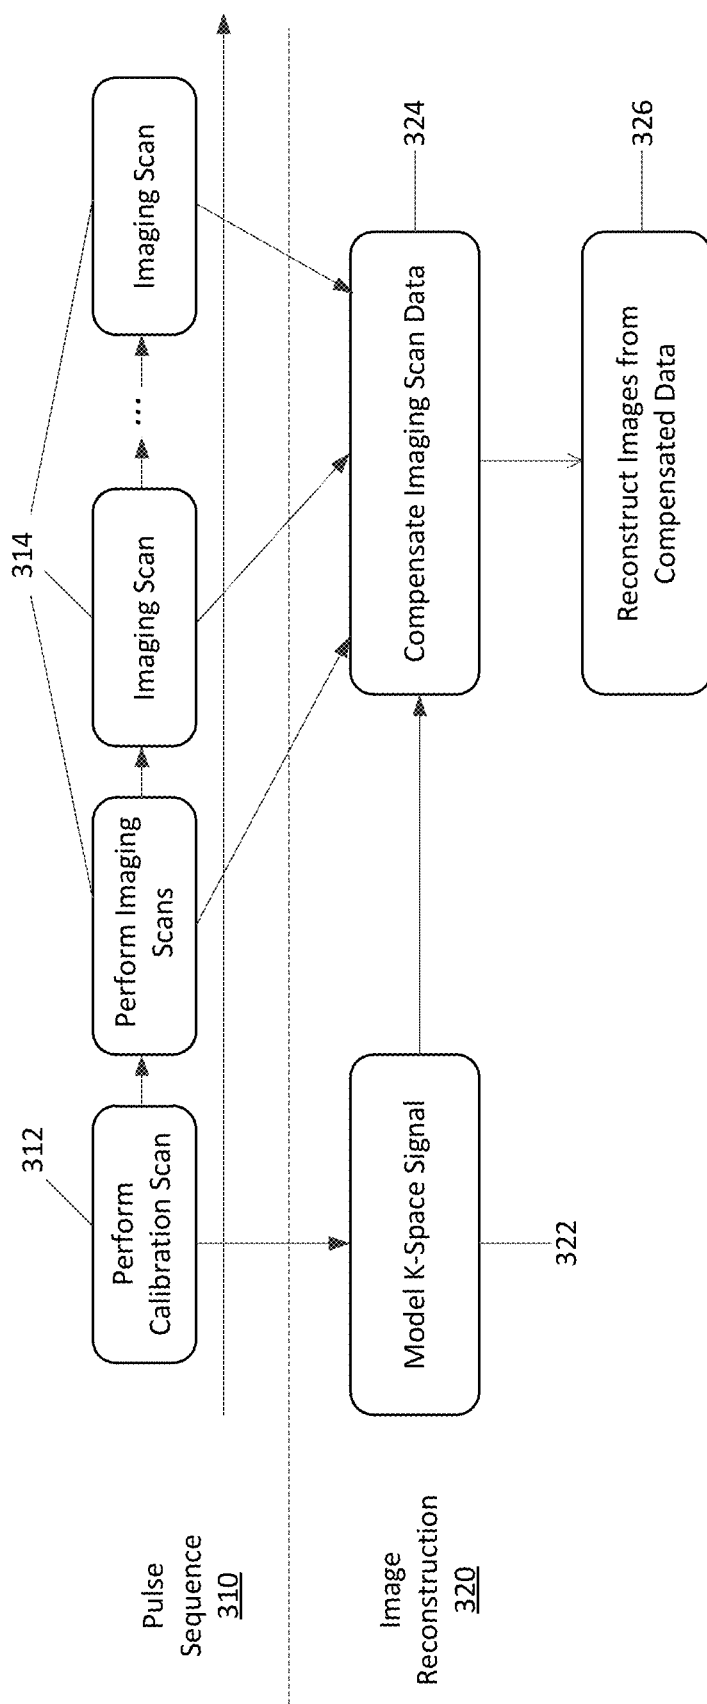 Pulse
Sequence
310
312
Perform
Calibration Scan
Perform Imaging
Scans
314
Imaging Scan
...
Imaging Scan
Image
Reconstruction
320
Model K-Space Signal
322
Compensate Imaging Scan Data
324
Reconstruct Images from
Compensated Data
326